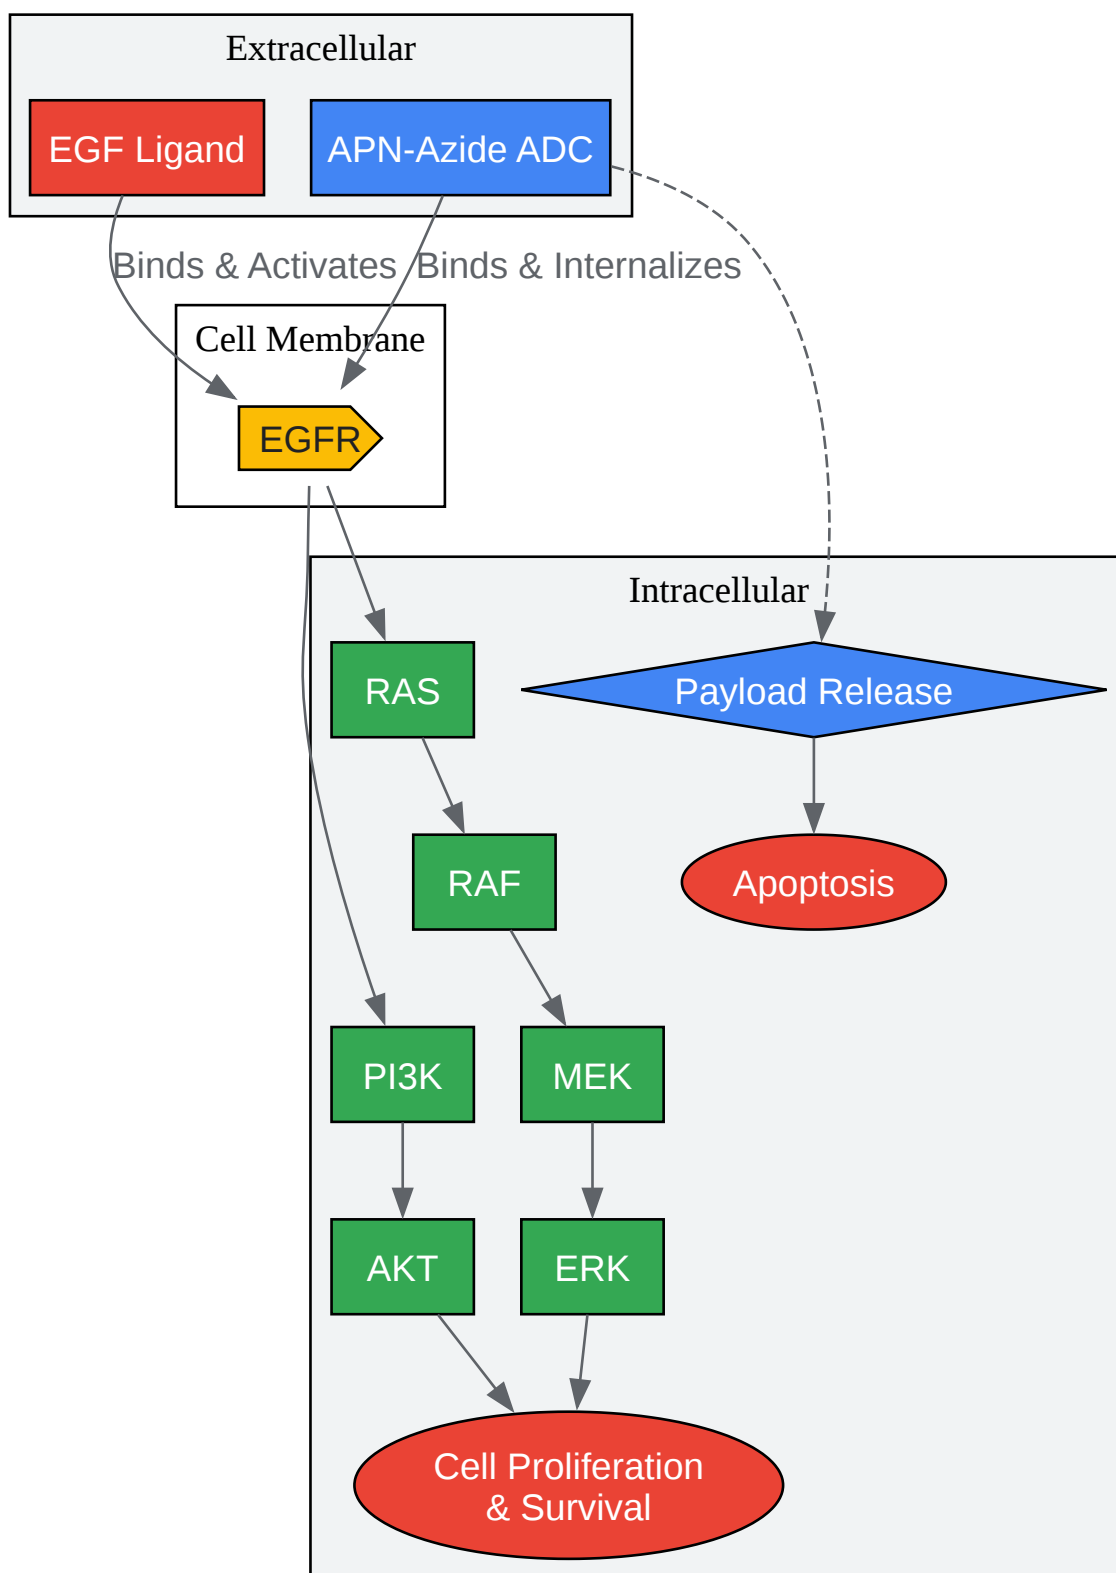 Extracellular
EGF Ligand
APN-Azide ADC
Binds & Activates
Binds & Internalizes
Cell Membrane
EGFR
Intracellular
RAS
Payload Release
RAF
Apoptosis
PI3K
MEK
AKT
ERK
Cell Proliferation
& Survival